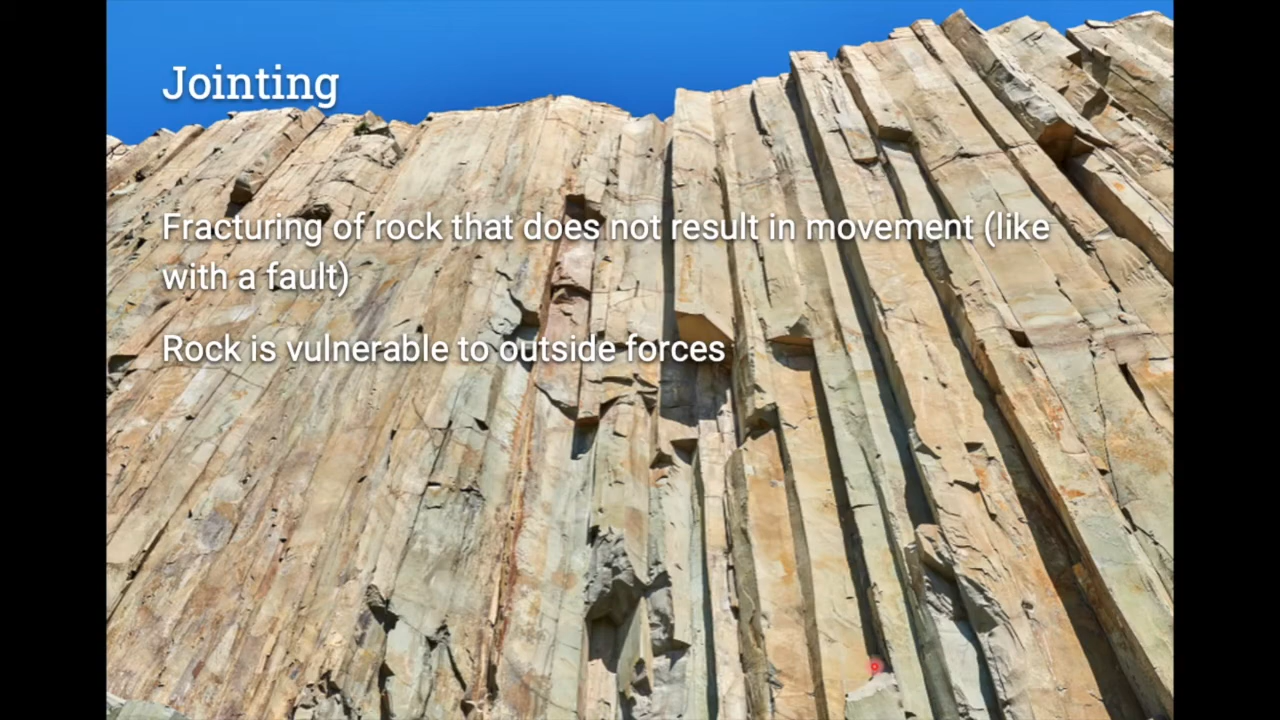 Jointing
Fracturing of rock that does not result in movement (like
with a fault)
Rock is vulnerable to outside forces